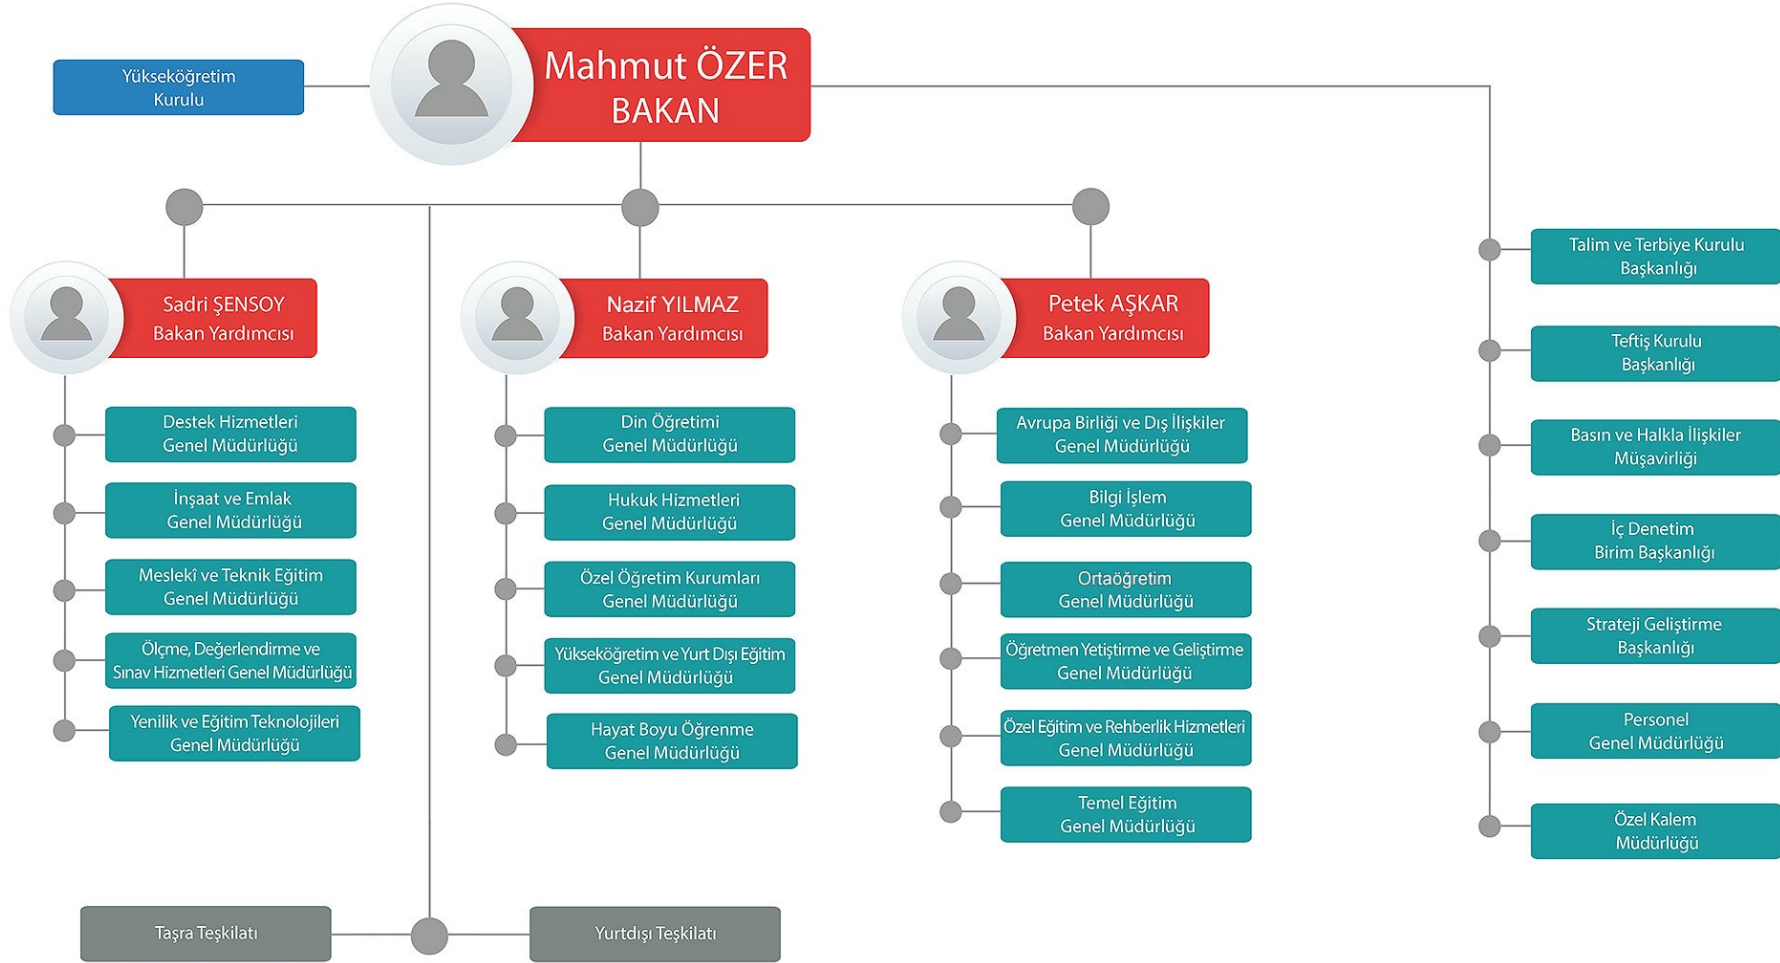 Yükseköğretim
Kurulu
Mahmut ÖZER
BAKAN
Sadri ŞENSOY
Bakan Yardımcısı
Destek Hizmetleri
Genel Müdürlüğü
İnşaat ve Emlak
Genel Müdürlüğü
Meslekî ve Teknik Eğitim
Genel Müdürlüğü
Ölçme, Değerlendirme ve
Sınav Hizmetleri Genel Müdürlüğü
Yenilik ve Eğitim Teknolojileri
Genel Müdürlüğü
Nazif YILMAZ
Bakan Yardımcısı
Din Öğretimi
Genel Müdürlüğü
Hukuk Hizmetleri
Genel Müdürlüğü
Özel Öğretim Kurumları
Genel Müdürlüğü
Yükseköğretim ve Yurt Dışı Eğitim
Genel Müdürlüğü
Hayat Boyu Öğrenme
Genel Müdürlüğü
Petek AŞKAR
Bakan Yardımcısı
Avrupa Birliği ve Dış İlişkiler
Genel Müdürlüğü
Bilgi İşlem
Genel Müdürlüğü
Ortaöğretim
Genel Müdürlüğü
Öğretmen Yetiştirme ve Geliştirme
Genel Müdürlüğü
Özel Eğitim ve Rehberlik Hizmetleri
Genel Müdürlüğü
Temel Eğitim
Genel Müdürlüğü
Talim ve Terbiye Kurulu
Başkanlığı
Teftiş Kurulu
Başkanlığı
Basın ve Halkla İlişkiler
Müşavirliği
İç Denetim
Birim Başkanlığı
Strateji Geliştirme
Başkanlığı
Personel
Genel Müdürlüğü
Özel Kalem
Müdürlüğü
Taşra Teşkilatı
Yurtdışı Teşkilatı